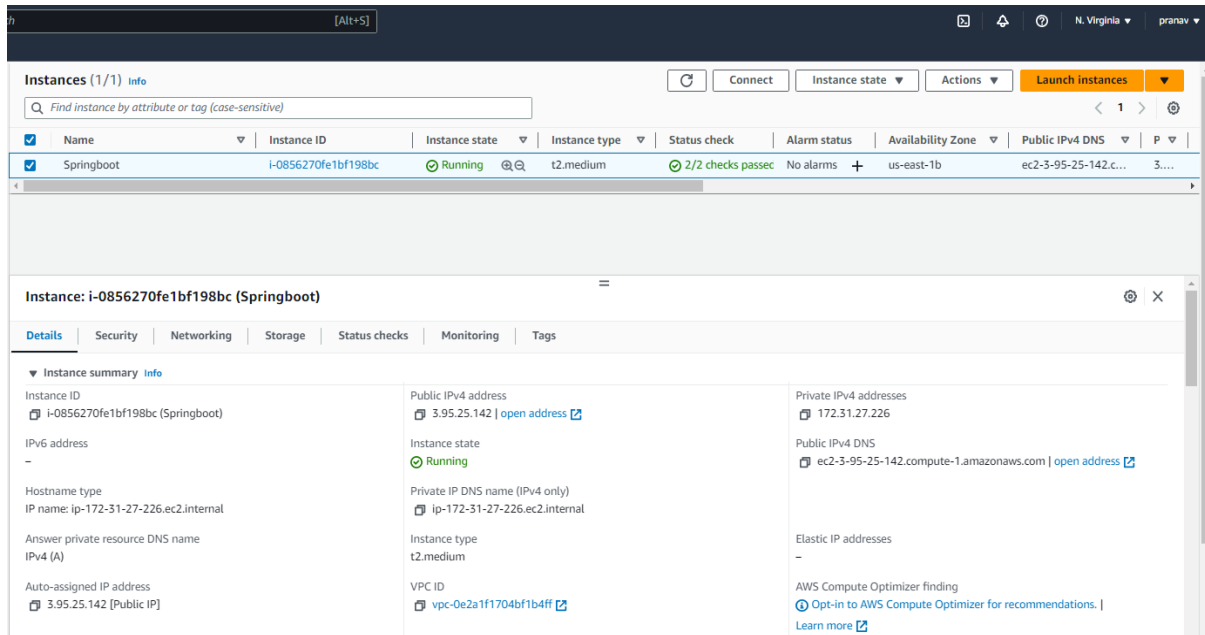 [Alt+S] N. Virginia pranav
Instances (1/1) Info Connect Instance state Actions Launch instances
Find instance by attribute or tag (case-sensitive) 1
Name Instance ID Instance state Instance type Status check Alarm status Availability Zone Public IPv4 DNS P
Springboot i-0856270fe1bf198bc Running t2.medium 2/2 checks passec No alarms + us-east-1b ec2-3-95-25-142.c... 3....
Instance: i-0856270fe1bf198bc (Springboot)
Details Security Networking Storage Status checks Monitoring Tags
Instance summary Info
Instance ID Public IPv4 address Private IPv4 addresses
i-0856270fe1bf198bc (Springboot) 3.95.25.142 | open address 172.31.27.226
IPv6 address Instance state Public IPv4 DNS
– Running ec2-3-95-25-142.compute-1.amazonaws.com | open address
Hostname type Private IP DNS name (IPv4 only)
IP name: ip-172-31-27-226.ec2.internal ip-172-31-27-226.ec2.internal
Answer private resource DNS name Instance type Elastic IP addresses
IPv4 (A) t2.medium –
Auto-assigned IP address VPC ID AWS Compute Optimizer finding
3.95.25.142 [Public IP] vpc-0e2a1f1704bf1b4ff Opt-in to AWS Compute Optimizer for recommendations. |
Learn more